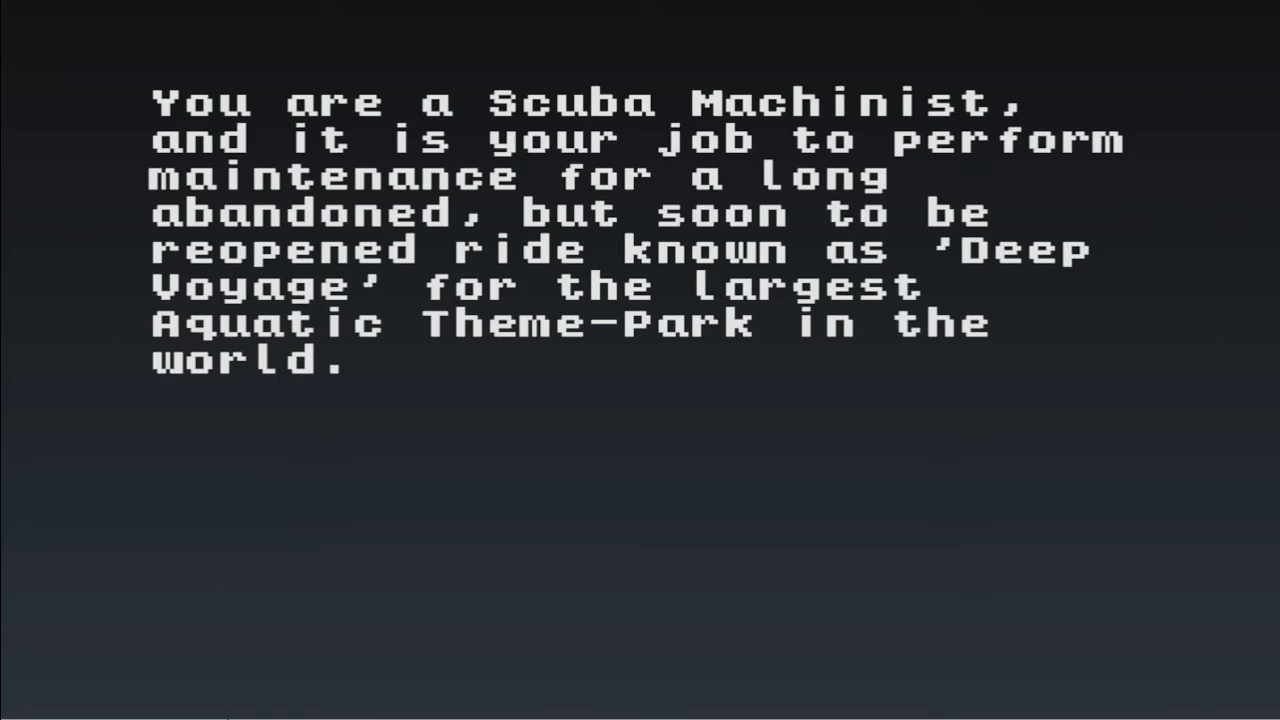 You are a Scuba Machinist,
and it is your job to perform
maintenance for a long
abandoned, but soon to be
reopened ride known as 'Deep
Voyage' for the largest
Aquatic Theme-Park in the
world.